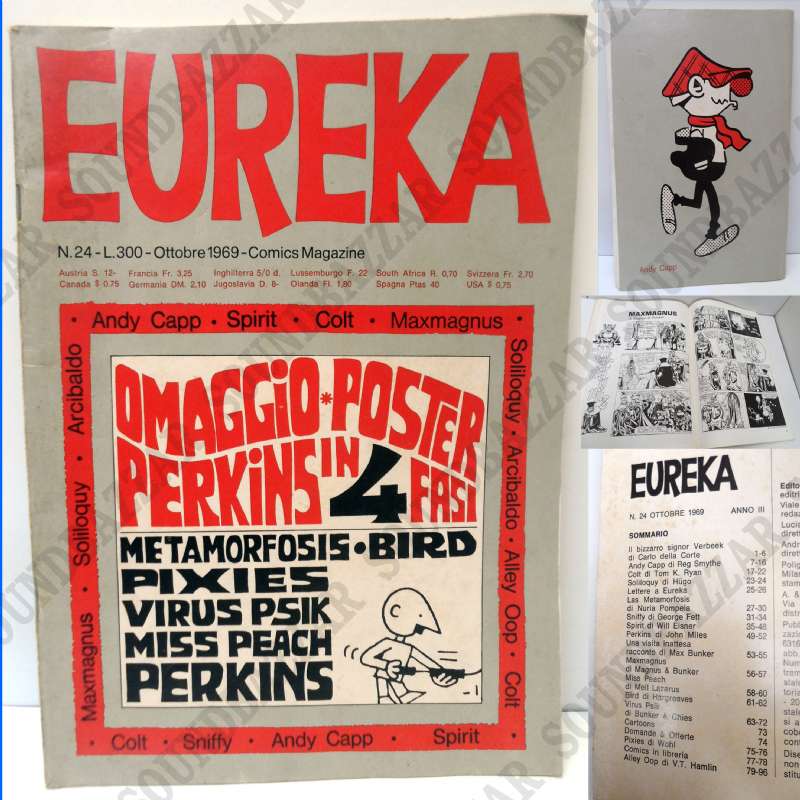 EUREKA
N.24 - L.300 - Ottobre 1969 - Comics Magazine
Austria S. 12- Francia Fr. 3,25 Inghilterra 5/0 d. Lussemburgo F. 22 South Africa R. 0,70 Svizzera Fr. 2,70
Canada $ 0,75 Germania DM. 2,10 Jugoslavia D. 8- Olanda Fl. 1,80 Spagna Ptas 40 USA $ 0,75
• Andy Capp • Spirit • Colt • Maxmagnus •
Soliloquy • Arcibaldo • Alley Oop • Colt
Maxmagnus • Soliloquy • Arcibaldo
• Colt • Sniffy • Andy Capp • Spirit •
OMAGGIO * POSTER
PERKINS IN 4 FASI
METAMORFOSIS • BIRD
PIXIES
VIRUS PSIK
MISS PEACH
PERKINS
Andy Capp
MAXMAGNUS
EUREKA
N. 24 OTTOBRE 1969 ANNO III
SOMMARIO
Il bizzarro signor Verbeek
di Carlo della Corte 1-6
Andy Capp di Reg Smythe 7-16
Colt di Tom K. Ryan 17-22
Soliloquy di Hügo 23-24
Lettere a Eureka 25-26
Las Metamorfosis
di Nuria Pompeia 27-30
Sniffy di George Fett 31-34
Spirit di Will Eisner 35-48
Perkins di John Miles 49-52
Una visita inattesa
racconto di Max Bunker 53-55
Maxmagnus
di Magnus & Bunker 56-57
Miss Peach
di Mell Lazarus 58-60
Bird di Hargreaves 61-62
Virus Psik
di Bunker & Chies 63-72
Cartoons 73
Domande & Offerte 74
Pixies di Wohl 75-76
Comics in libreria 77-78
Alley Oop di V.T. Hamlin 79-96
SOUNDBAZZAR